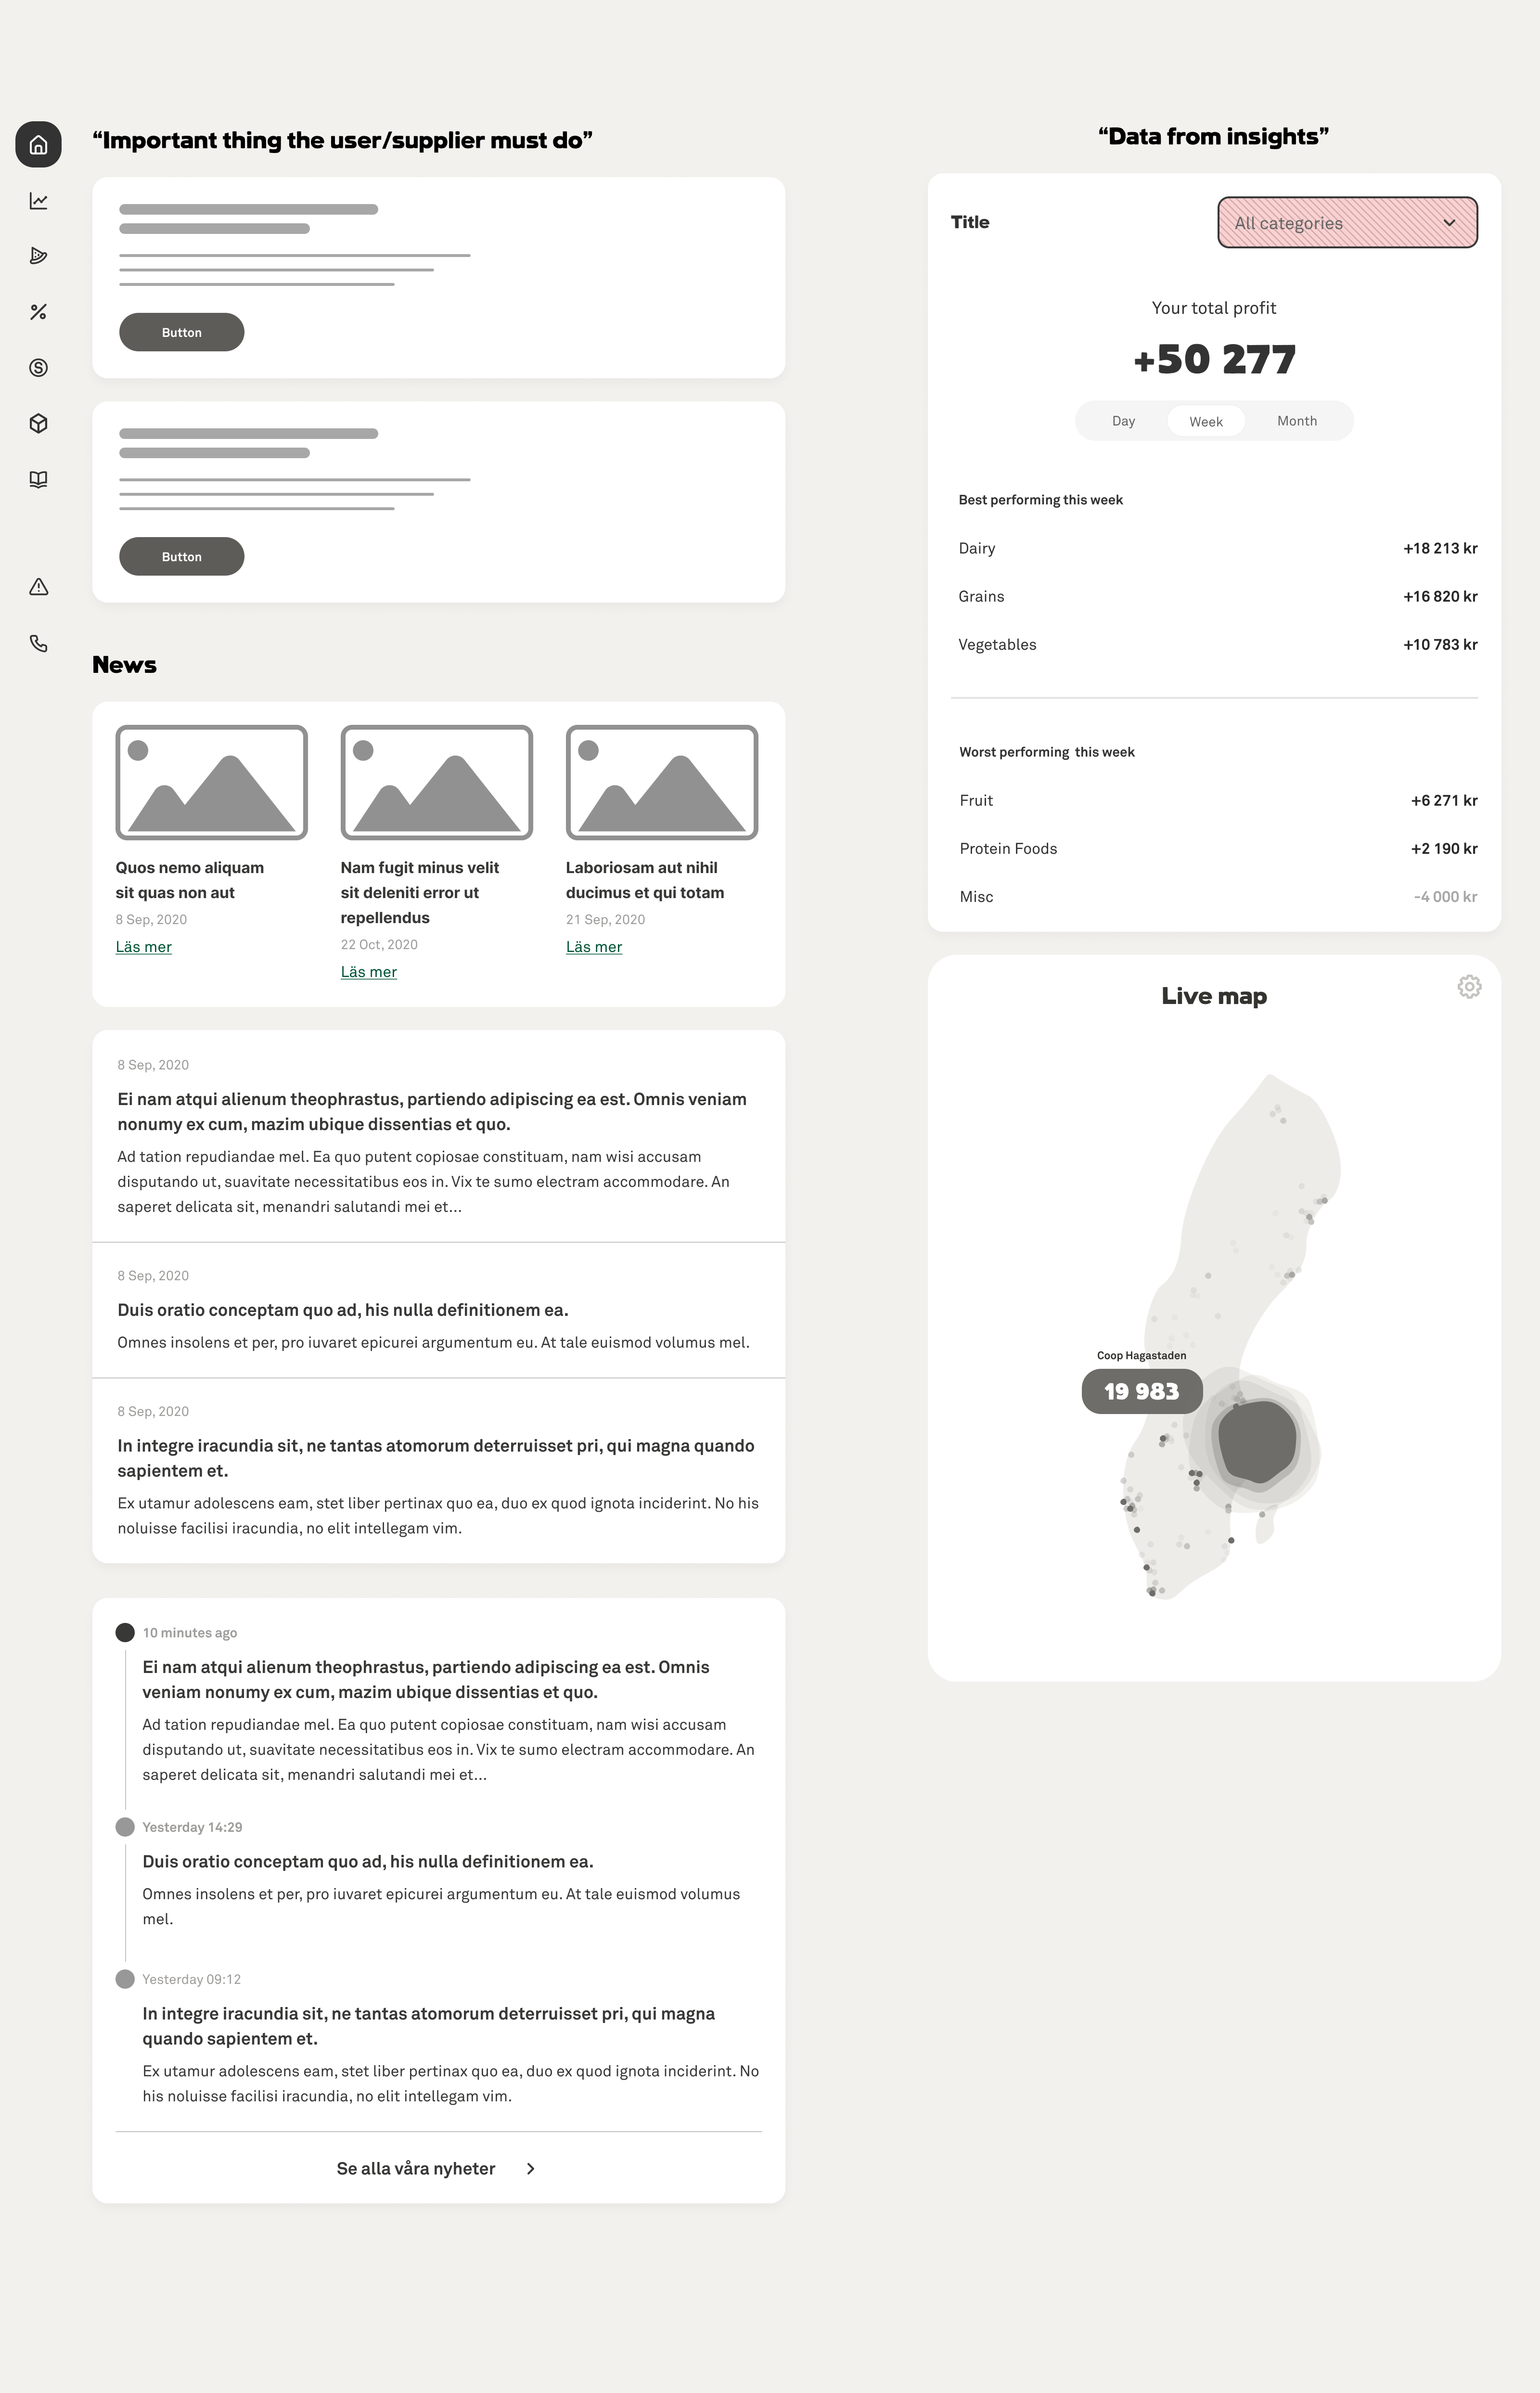 “Important thing the user/supplier must do”
Button
Button
News
Quos nemo aliquam
sit quas non aut
8 Sep, 2020
Läs mer
Nam fugit minus velit
sit deleniti error ut
repellendus
22 Oct, 2020
Läs mer
Laboriosam aut nihil
ducimus et qui totam
21 Sep, 2020
Läs mer
8 Sep, 2020
Ei nam atqui alienum theophrastus, partiendo adipiscing ea est. Omnis veniam
nonumy ex cum, mazim ubique dissentias et quo.
Ad tation repudiandae mel. Ea quo putent copiosae constituam, nam wisi accusam
disputando ut, suavitate necessitatibus eos in. Vix te sumo electram accommodare. An
saperet delicata sit, menandri salutandi mei et...
8 Sep, 2020
Duis oratio conceptam quo ad, his nulla definitionem ea.
Omnes insolens et per, pro iuvaret epicurei argumentum eu. At tale euismod volumus mel.
8 Sep, 2020
In integre iracundia sit, ne tantas atomorum deterruisset pri, qui magna quando
sapientem et.
Ex utamur adolescens eam, stet liber pertinax quo ea, duo ex quod ignota inciderint. No his
noluisse facilisi iracundia, no elit intellegam vim.
10 minutes ago
Ei nam atqui alienum theophrastus, partiendo adipiscing ea est. Omnis
veniam nonumy ex cum, mazim ubique dissentias et quo.
Ad tation repudiandae mel. Ea quo putent copiosae constituam, nam wisi accusam
disputando ut, suavitate necessitatibus eos in. Vix te sumo electram accommodare. An
saperet delicata sit, menandri salutandi mei et...
Yesterday 14:29
Duis oratio conceptam quo ad, his nulla definitionem ea.
Omnes insolens et per, pro iuvaret epicurei argumentum eu. At tale euismod volumus
mel.
Yesterday 09:12
In integre iracundia sit, ne tantas atomorum deterruisset pri, qui magna
quando sapientem et.
Ex utamur adolescens eam, stet liber pertinax quo ea, duo ex quod ignota inciderint. No
his noluisse facilisi iracundia, no elit intellegam vim.
Se alla våra nyheter
“Data from insights”
Title
All categories
Your total profit
+50 277
Day Week Month
Best performing this week
Dairy +18 213 kr
Grains +16 820 kr
Vegetables +10 783 kr
Worst performing this week
Fruit +6 271 kr
Protein Foods +2 190 kr
Misc -4 000 kr
Live map
Coop Hagastaden
19 983